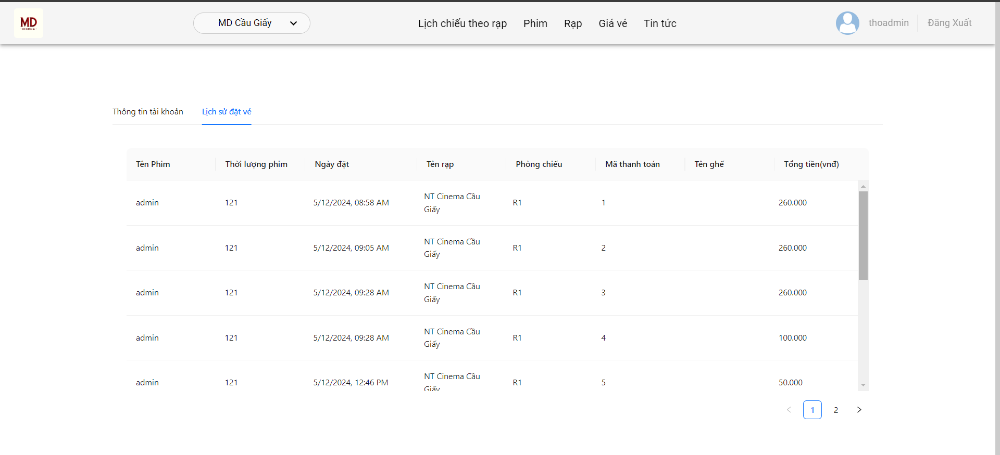 MD
CINEMA
MD Cầu Giấy
Lịch chiếu theo rạp Phim Rạp Giá vé Tin tức
thoadmin Đăng Xuất
Thông tin tài khoản Lịch sử đặt vé
Tên Phim Thời lượng phim Ngày đặt Tên rạp Phòng chiếu Mã thanh toán Tên ghế Tổng tiền(vnđ)
admin 121 5/12/2024, 08:58 AM NT Cinema Cầu Giấy R1 1 260.000
admin 121 5/12/2024, 09:05 AM NT Cinema Cầu Giấy R1 2 260.000
admin 121 5/12/2024, 09:28 AM NT Cinema Cầu Giấy R1 3 260.000
admin 121 5/12/2024, 09:28 AM NT Cinema Cầu Giấy R1 4 100.000
admin 121 5/12/2024, 12:46 PM NT Cinema Cầu Giấy R1 5 50.000
1 2